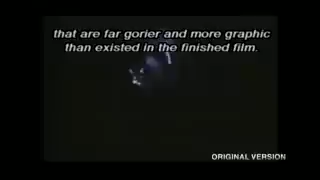 that are far gorier and more graphic
than existed in the finished film.
ORIGINAL VERSION